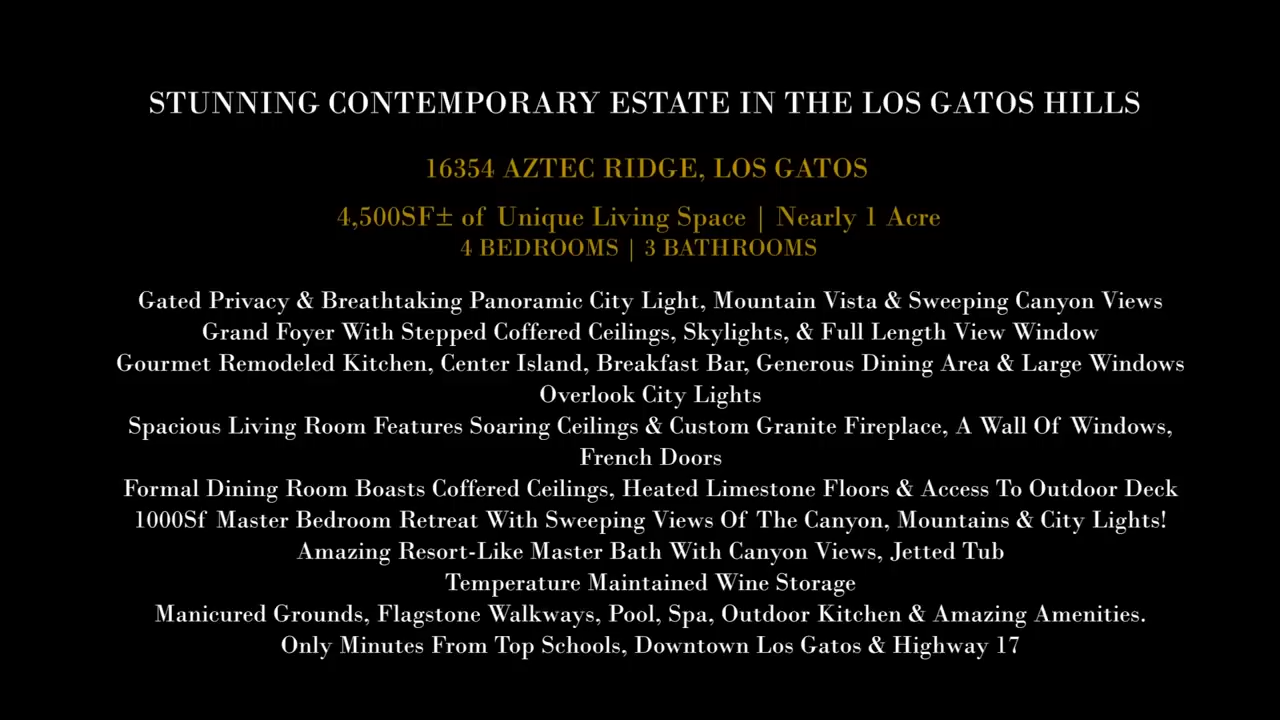 STUNNING CONTEMPORARY ESTATE IN THE LOS GATOS HILLS
16354 AZTEC RIDGE, LOS GATOS
4,500SF± of Unique Living Space | Nearly 1 Acre
4 BEDROOMS | 3 BATHROOMS
Gated Privacy & Breathtaking Panoramic City Light, Mountain Vista & Sweeping Canyon Views
Grand Foyer With Stepped Coffered Ceilings, Skylights, & Full Length View Window
Gourmet Remodeled Kitchen, Center Island, Breakfast Bar, Generous Dining Area & Large Windows
Overlook City Lights
Spacious Living Room Features Soaring Ceilings & Custom Granite Fireplace, A Wall Of Windows,
French Doors
Formal Dining Room Boasts Coffered Ceilings, Heated Limestone Floors & Access To Outdoor Deck
1000Sf Master Bedroom Retreat With Sweeping Views Of The Canyon, Mountains & City Lights!
Amazing Resort-Like Master Bath With Canyon Views, Jetted Tub
Temperature Maintained Wine Storage
Manicured Grounds, Flagstone Walkways, Pool, Spa, Outdoor Kitchen & Amazing Amenities.
Only Minutes From Top Schools, Downtown Los Gatos & Highway 17